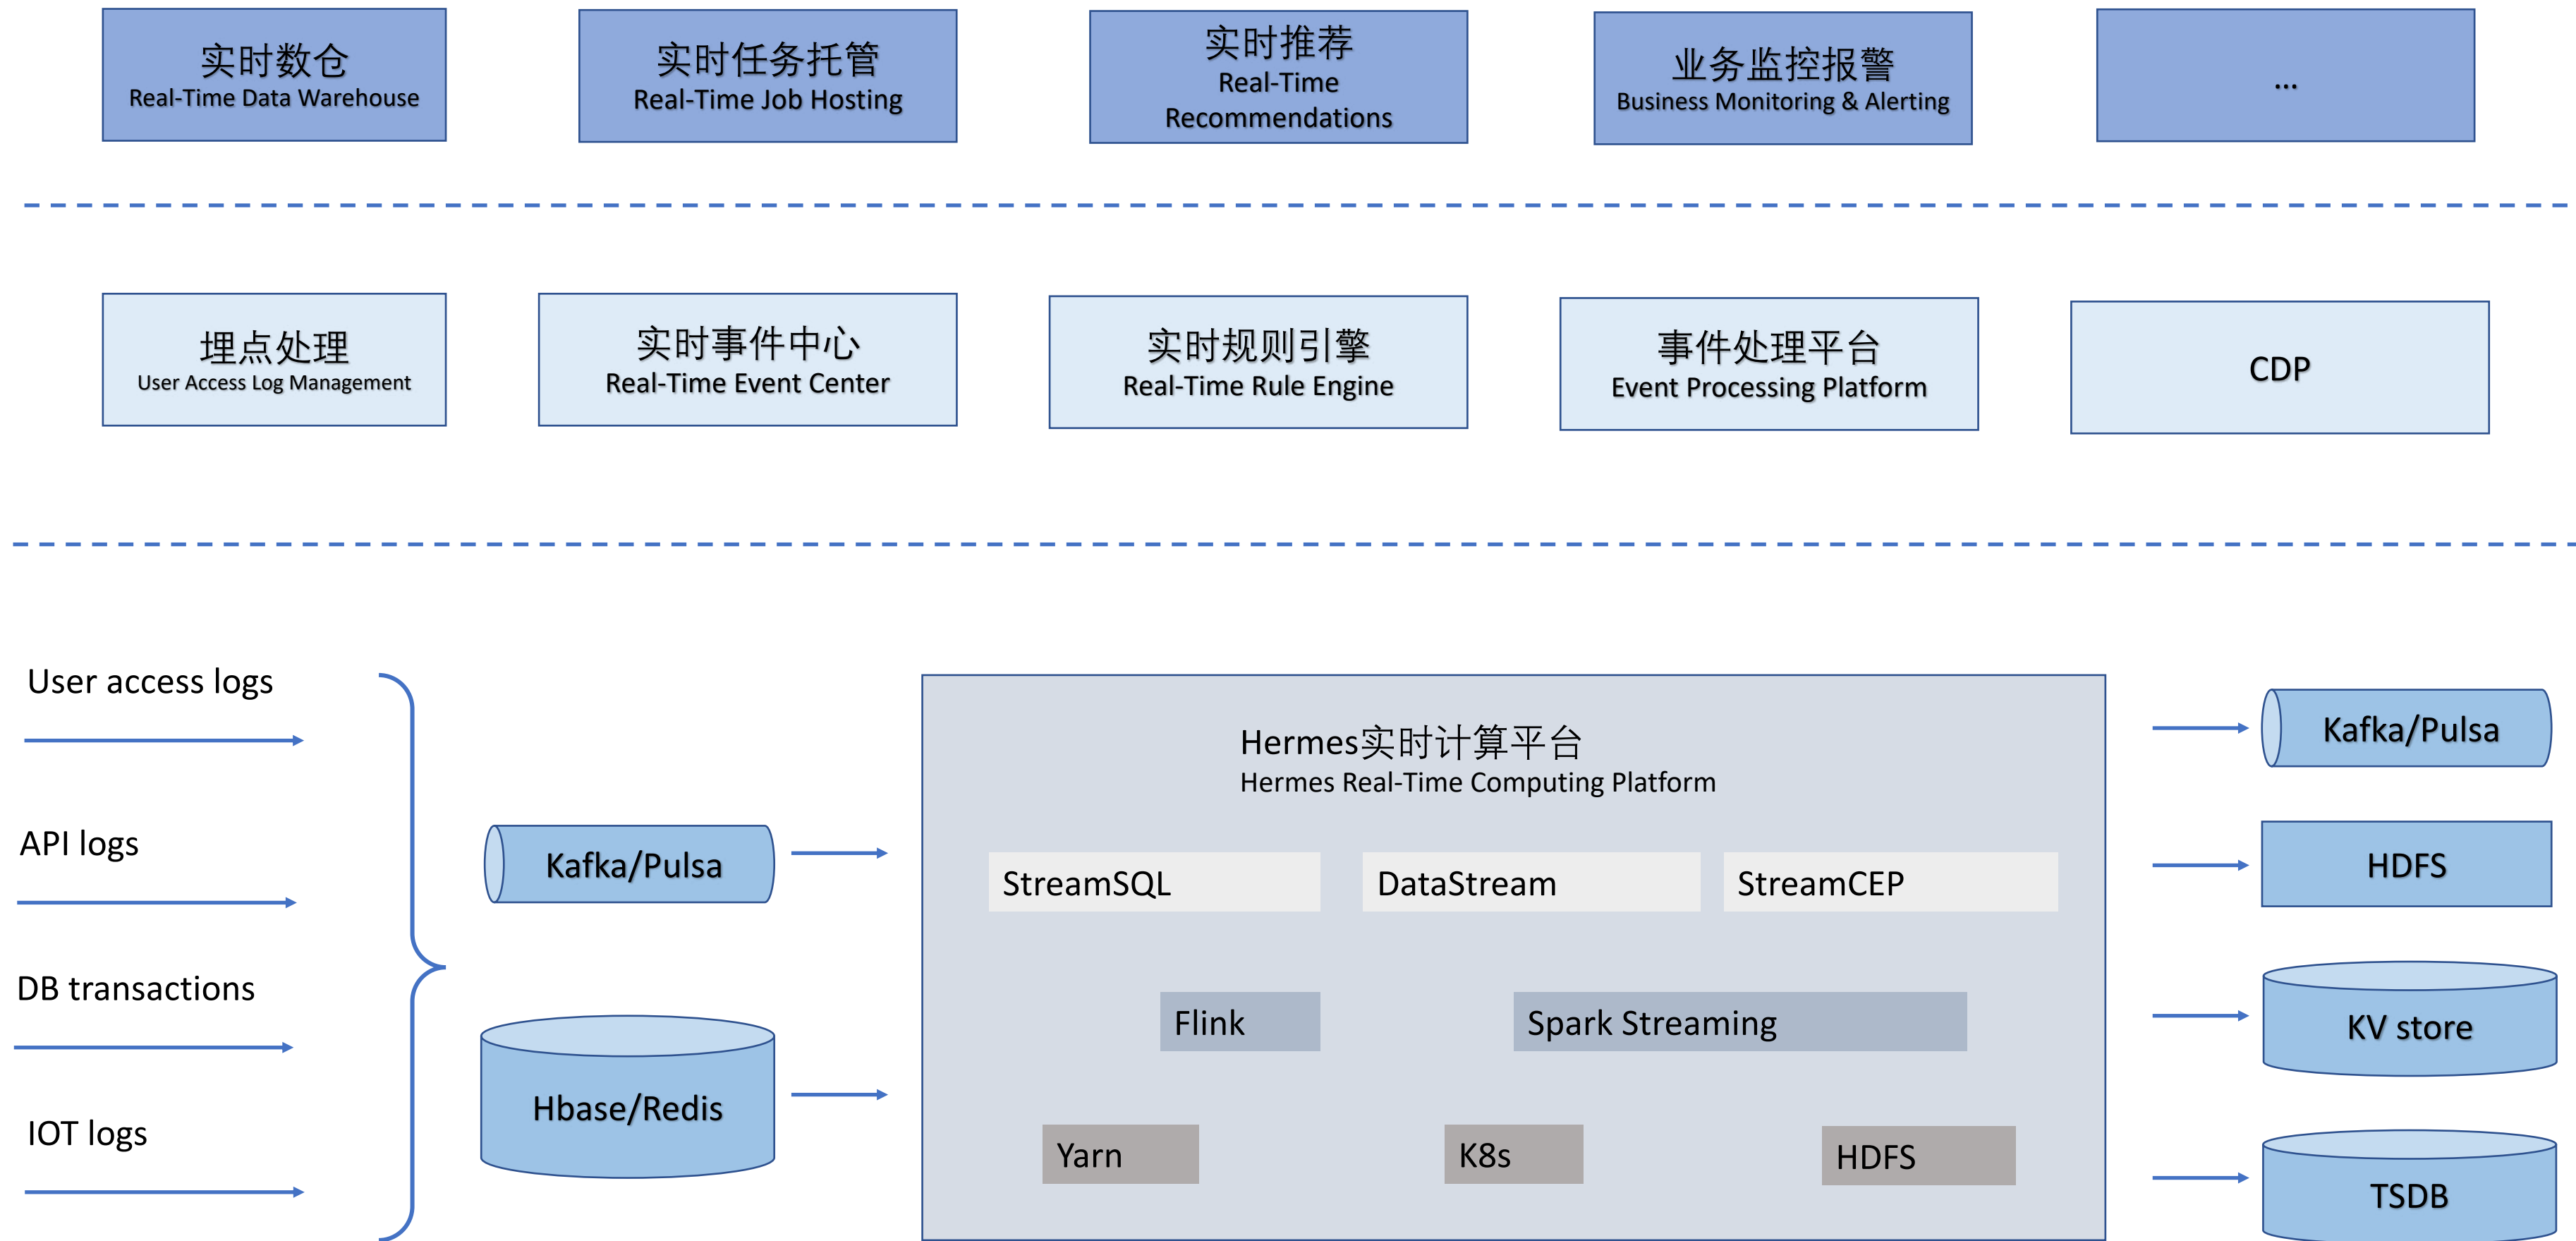 实时数仓
Real-Time Data Warehouse
实时任务托管
Real-Time Job Hosting
实时推荐
Real-Time
Recommendations
业务监控报警
Business Monitoring & Alerting
...
埋点处理
User Access Log Management
实时事件中心
Real-Time Event Center
实时规则引擎
Real-Time Rule Engine
事件处理平台
Event Processing Platform
CDP
User access logs
API logs
DB transactions
IOT logs
Kafka/Pulsa
Hbase/Redis
Hermes实时计算平台
Hermes Real-Time Computing Platform
StreamSQL
DataStream
StreamCEP
Flink
Spark Streaming
Yarn
K8s
HDFS
Kafka/Pulsa
HDFS
KV store
TSDB